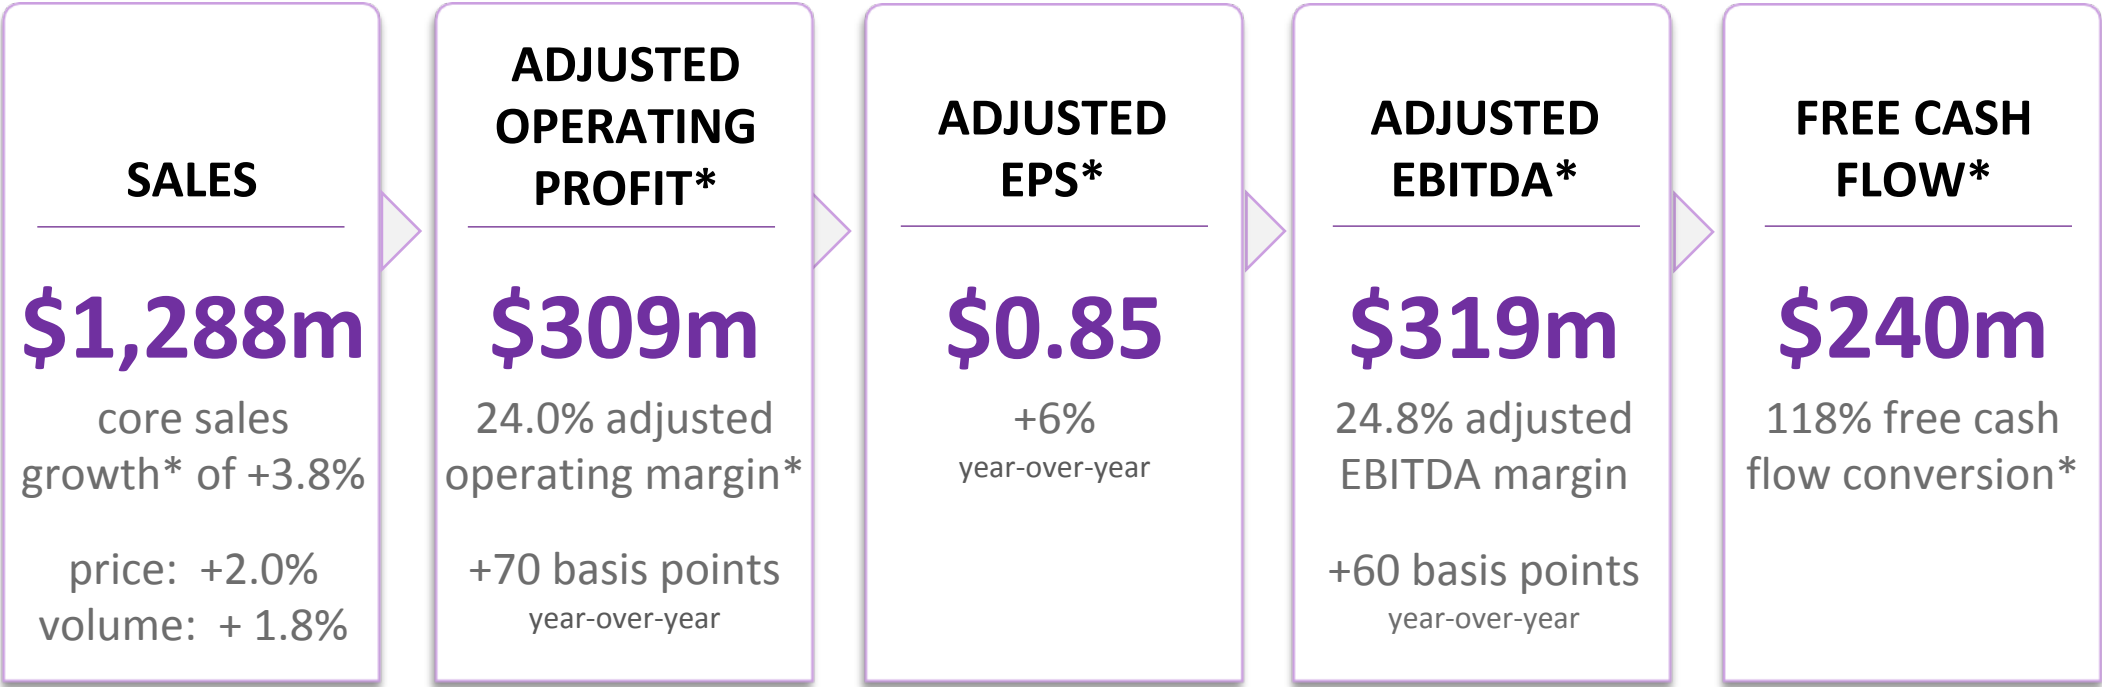 SALES
$1,288m
core sales
growth* of +3.8%
price:  +2.0%
volume:  + 1.8%
ADJUSTED
OPERATING
PROFIT*
$309m
24.0% adjusted
operating margin*
+70 basis points
year-over-year
ADJUSTED
EPS*
$0.85
+6%
year-over-year
ADJUSTED
EBITDA*
$319m
24.8% adjusted
EBITDA margin
+60 basis points
year-over-year
FREE CASH
FLOW*
$240m
118% free cash
flow conversion*